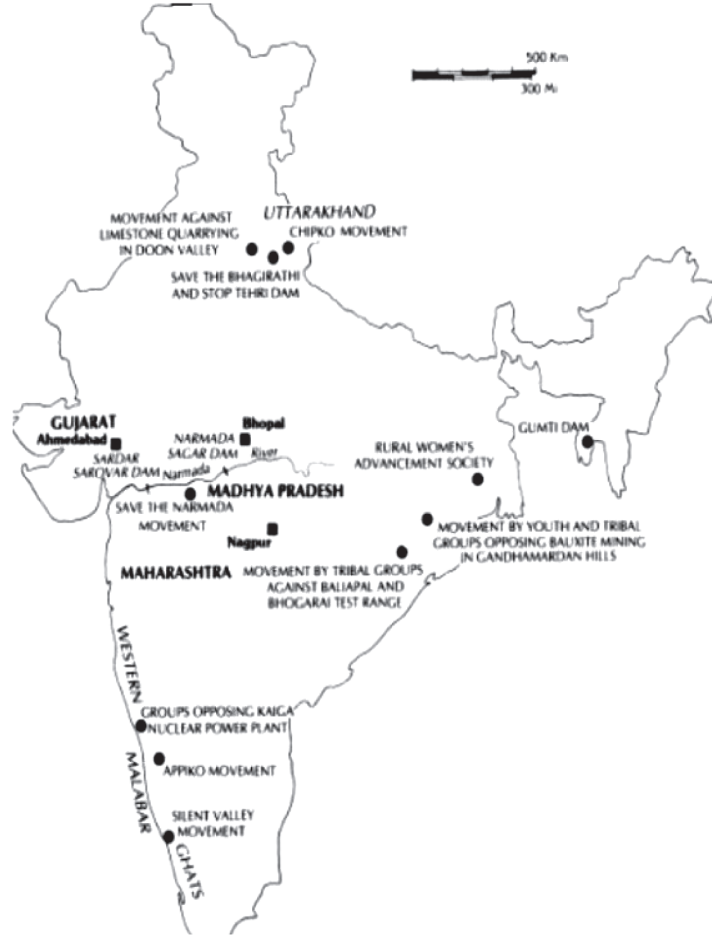 500 Km
300 Mi
UTTARAKHAND
MOVEMENT AGAINST
LIMESTONE QUARRYING
IN DOON VALLEY
CHIPKO MOVEMENT
SAVE THE BHAGIRATHI
AND STOP TEHRI DAM
GUJARAT
Ahmedabad
SARDAR
SAROVAR DAM
Bhopal
NARMADA
SAGAR DAM
River
Narmada
MADHYA PRADESH
SAVE THE NARMADA
MOVEMENT
Nagpur
RURAL WOMEN'S
ADVANCEMENT SOCIETY
GUMTI DAM
MOVEMENT BY YOUTH AND TRIBAL
GROUPS OPPOSING BAUXITE MINING
IN GANDHAMARDAN HILLS
MAHARASHTRA
MOVEMENT BY TRIBAL GROUPS
AGAINST BALIAPAL AND
BHOGARAI TEST RANGE
WESTERN
GROUPS OPPOSING KAIGA
NUCLEAR POWER PLANT
MALABAR
APPIKO MOVEMENT
SILENT VALLEY
MOVEMENT
GHATS